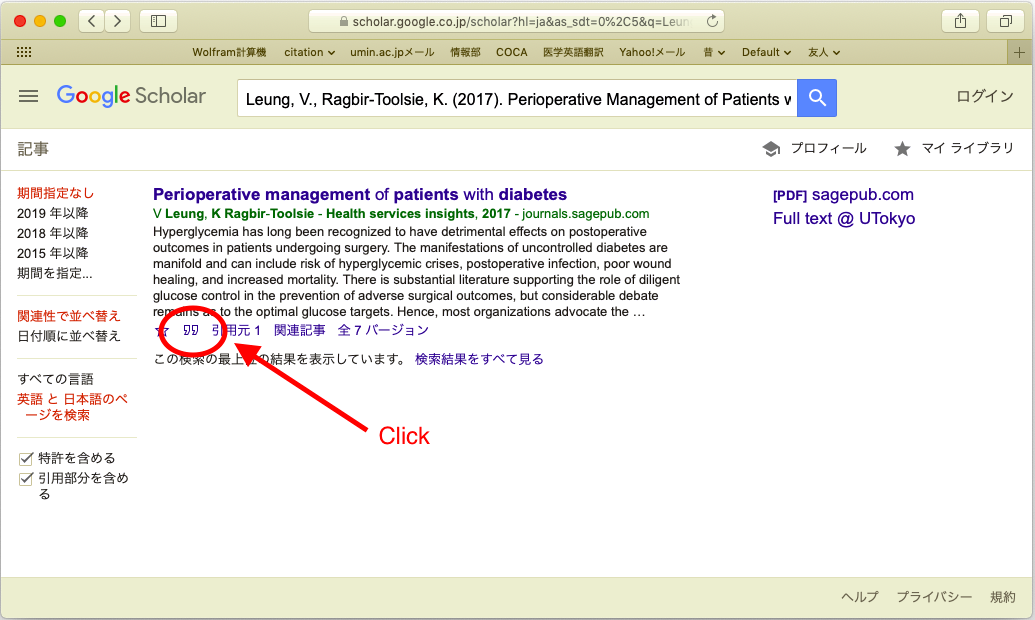 scholar.google.co.jp/scholar?hl=ja&as_sdt=0%2C5&q=Leun
Wolfram計算機 citation umin.ac.jpメール 情報部 COCA 医学英語翻訳 Yahoo!メール 昔 Default 友人
Google Scholar
Leung, V., Ragbir-Toolsie, K. (2017). Perioperative Management of Patients w
ログイン
記事
プロフィール マイ ライブラリ
期間指定なし
2019 年以降
2018 年以降
2015 年以降
期間を指定...
関連性で並べ替え
日付順に並べ替え
すべての言語
英語 と 日本語のペ
ージを検索
特許を含める
引用部分を含め
る
Perioperative management of patients with diabetes
V Leung, K Ragbir-Toolsie - Health services insights, 2017 - journals.sagepub.com
Hyperglycemia has long been recognized to have detrimental effects on postoperative
outcomes in patients undergoing surgery. The manifestations of uncontrolled diabetes are
manifold and can include risk of hyperglycemic crises, postoperative infection, poor wound
healing, and increased mortality. There is substantial literature supporting the role of diligent
glucose control in the prevention of adverse surgical outcomes, but considerable debate
remains as to the optimal glucose targets. Hence, most organizations advocate the …
引用元 1 関連記事 全 7 バージョン
この検索の最上位の結果を表示しています。 検索結果をすべて見る
[PDF] sagepub.com
Full text @ UTokyo
Click
ヘルプ プライバシー 規約